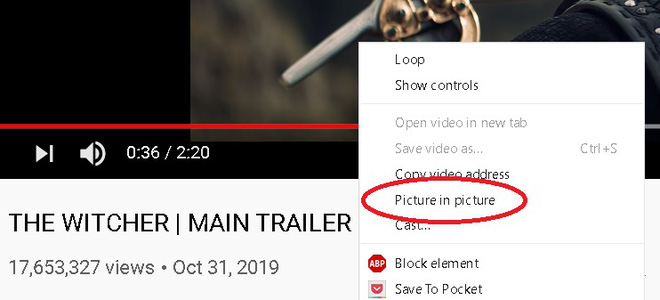 Loop
Show controls
Open video in new tab
Save video as... Ctrl+S
Copy video address
Picture in picture
Cast...
ABP Block element
Save To Pocket
0:36 / 2:20
THE WITCHER | MAIN TRAILER
17,653,327 views • Oct 31, 2019